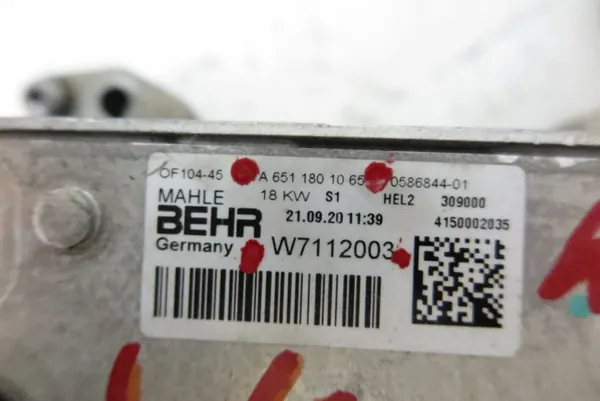 OF104-45 A 651 180 10 65 0586844-01
MAHLE 18 KW S1 HEL2 309000
BEHR 21.09.20 11:39 4150002035
Germany W7112003